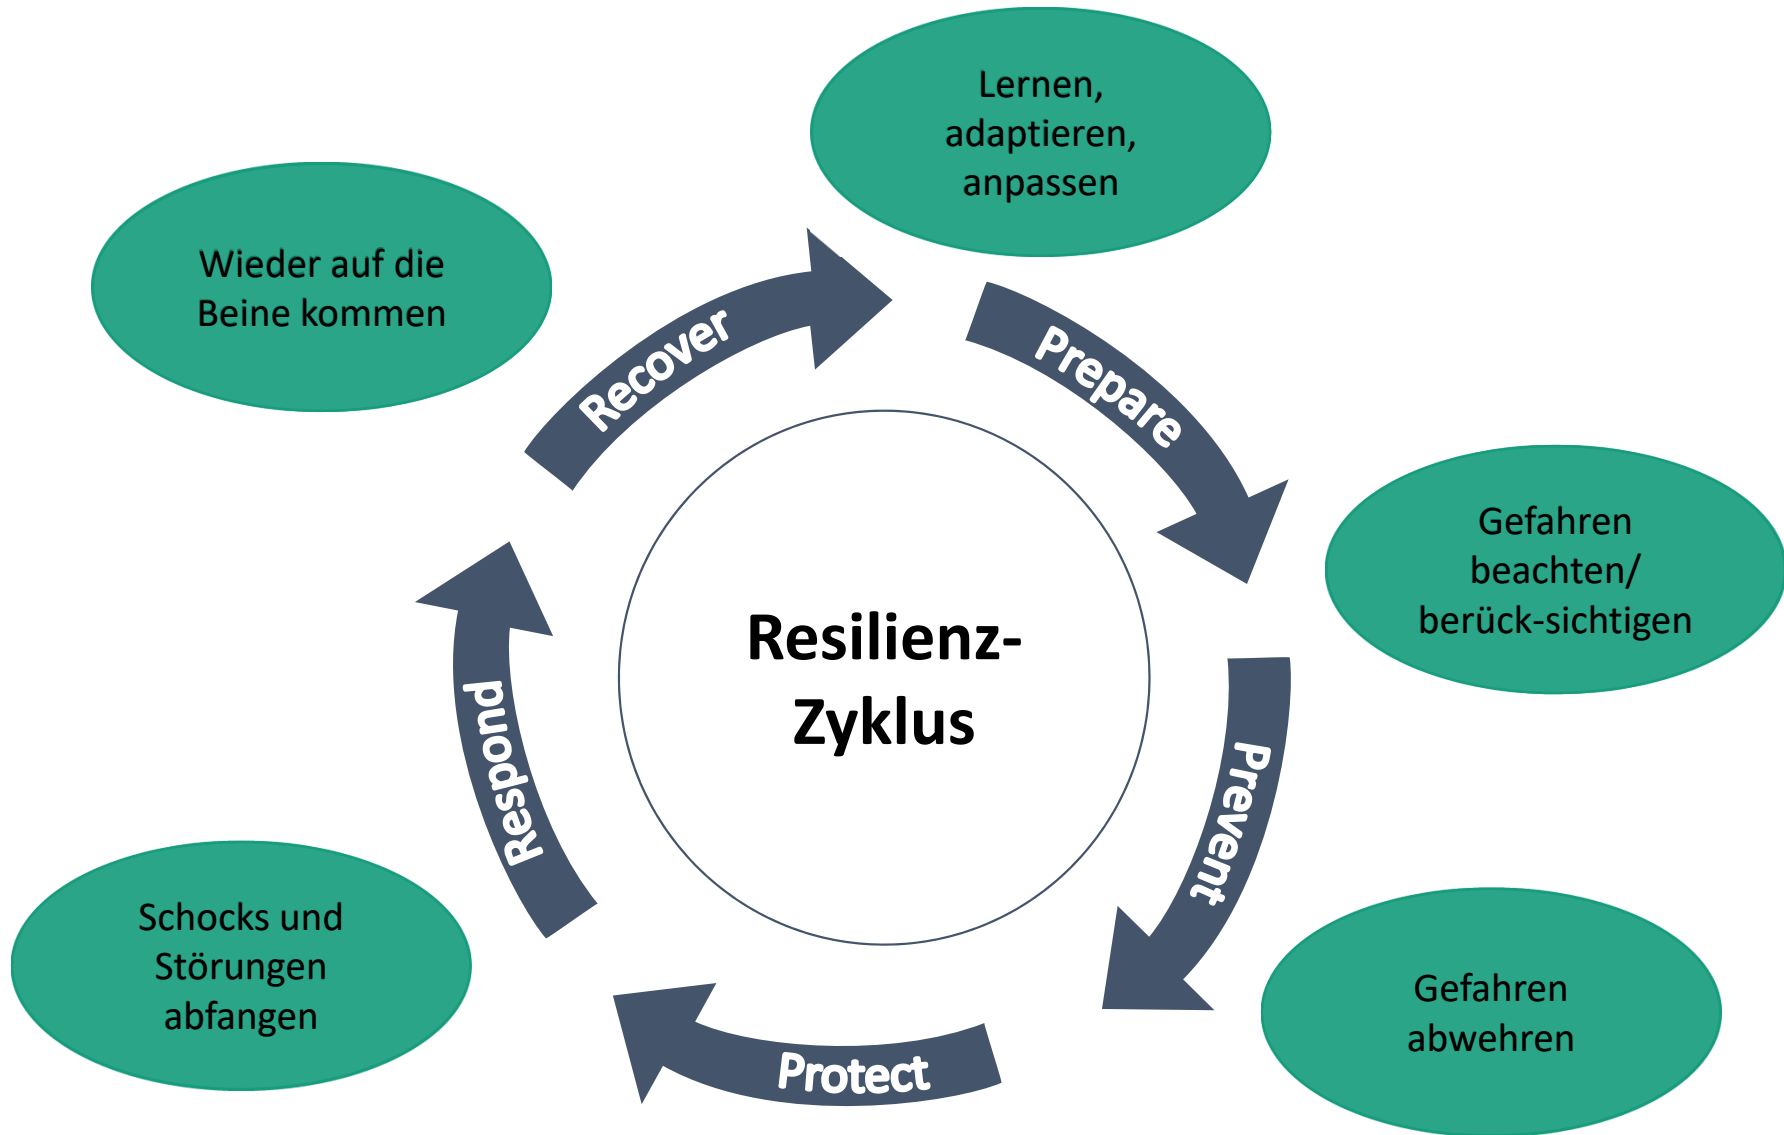 Lernen,
adaptieren,
anpassen
Wieder auf die
Beine kommen
Recover
Prepare
Gefahren
beachten/
berück-sichtigen
Resilienz-
Zyklus
Respond
Prevent
Schocks und
Störungen
abfangen
Gefahren
abwehren
Protect